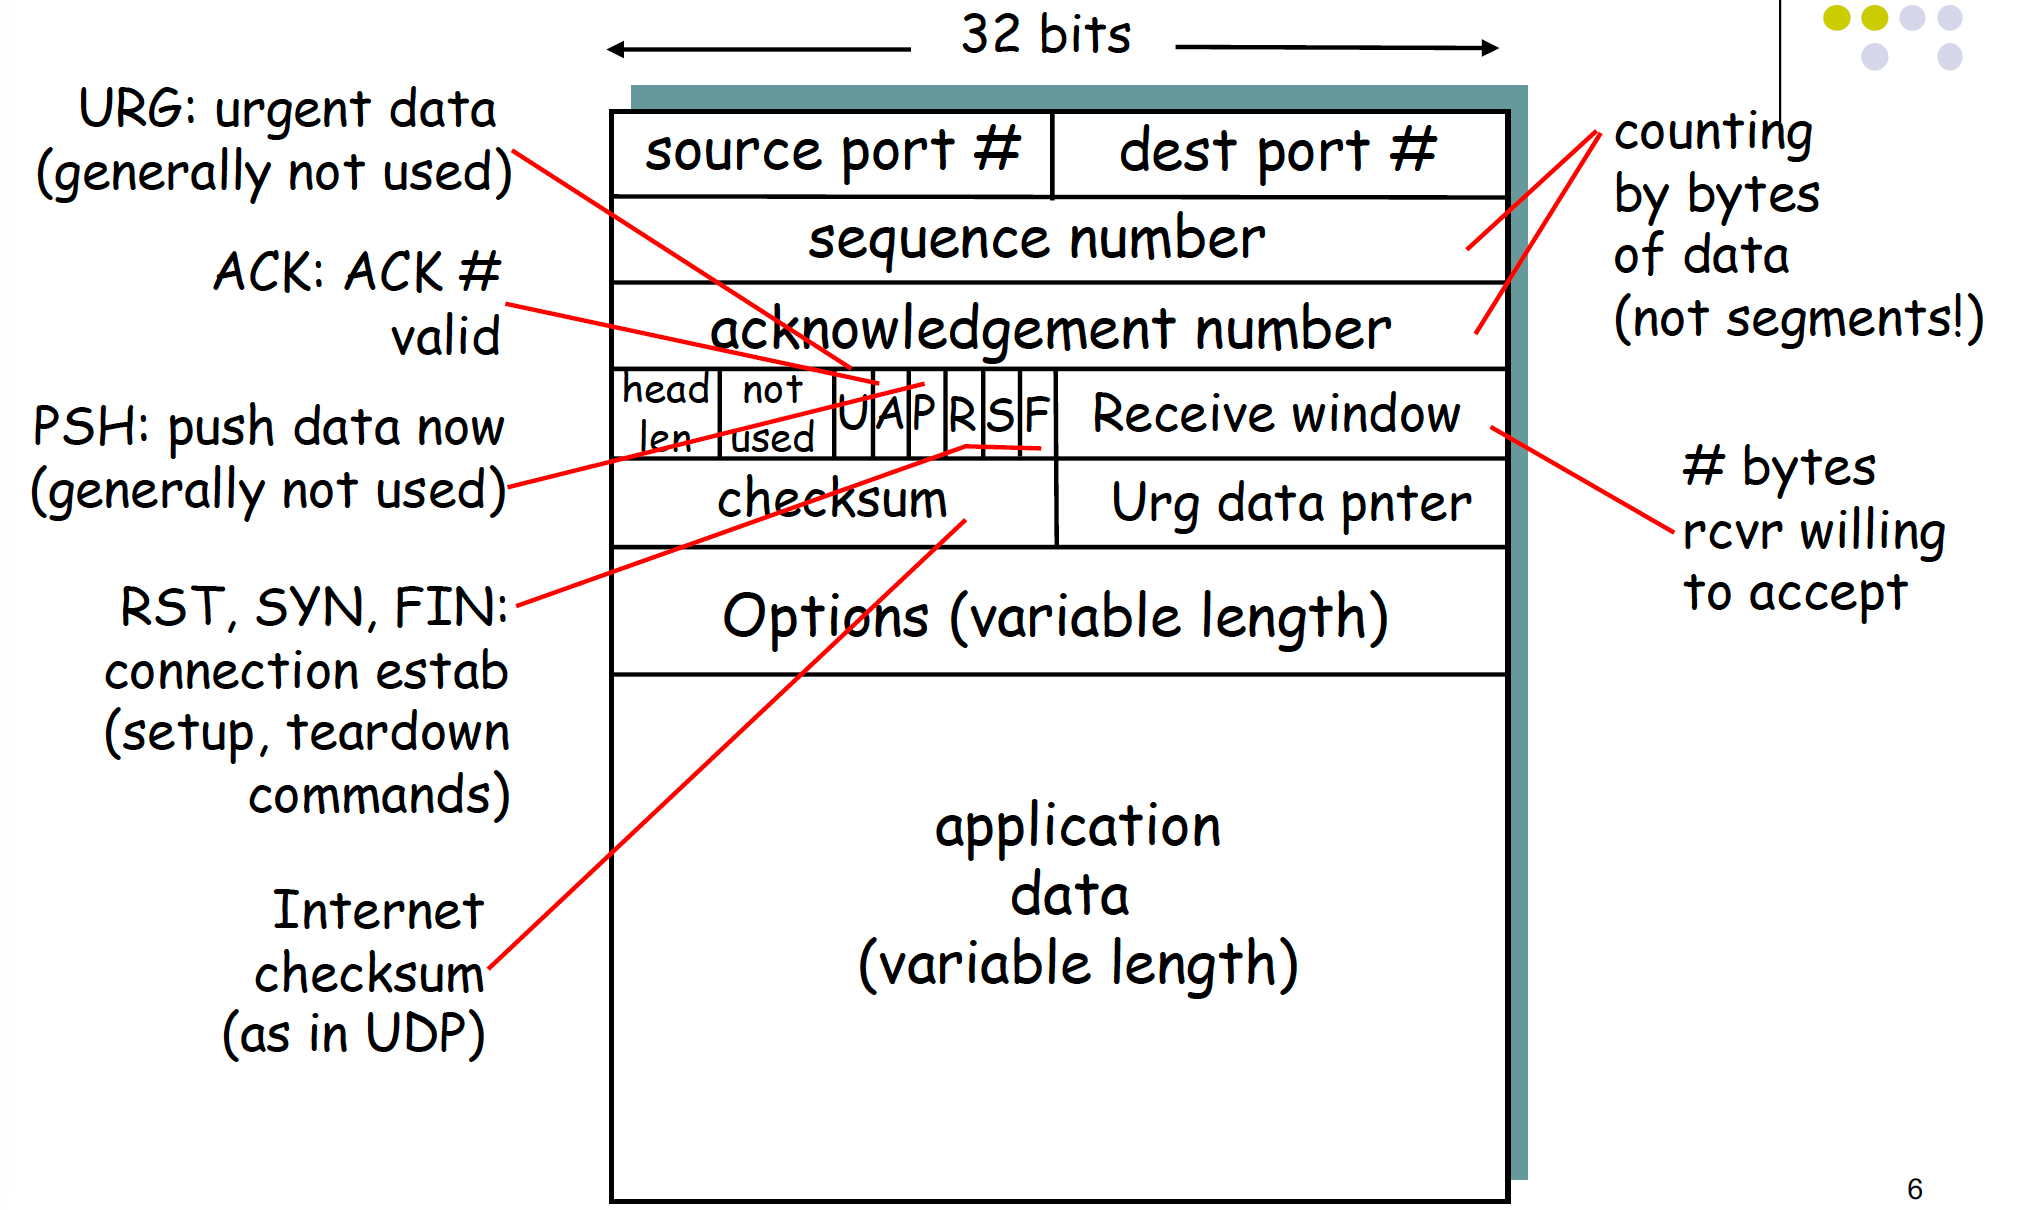 32 bits
URG: urgent data
(generally not used)
ACK: ACK #
valid
PSH: push data now
(generally not used)
RST, SYN, FIN:
connection estab
(setup, teardown
commands)
Internet
checksum
(as in UDP)
source port #
dest port #
sequence number
acknowledgement number
head
len
not
used
U
A
P
R
S
F
Receive window
checksum
Urg data pnter
Options (variable length)
application
data
(variable length)
counting
by bytes
of data
(not segments!)
# bytes
rcvr willing
to accept
6